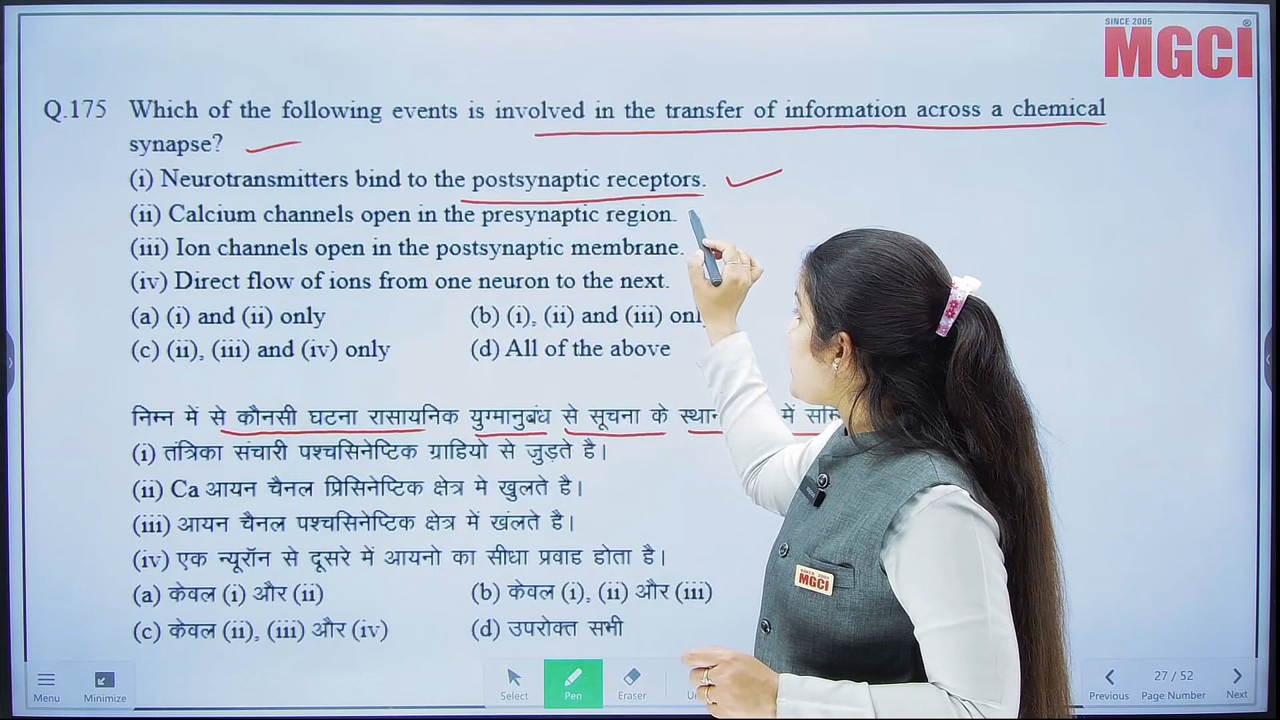 SINCE 2005
MGCI
Q.175 Which of the following events is involved in the transfer of information across a chemical
synapse?
(i) Neurotransmitters bind to the postsynaptic receptors.
(ii) Calcium channels open in the presynaptic region.
(iii) Ion channels open in the postsynaptic membrane.
(iv) Direct flow of ions from one neuron to the next.
(a) (i) and (ii) only (b) (i), (ii) and (iii)
(c) (ii), (iii) and (iv) only (d) All of the above
निम्न में से कौनसी घटना रासायनिक युग्मानुबंध से सूचना के में
(i) तंत्रिका संचारी पश्चसिनेप्टिक ग्राडियो से जुड़ते है।
(ii) Ca आयन चैनल प्रिसिनेप्टिक क्षेत्र मे खुलते है।
(iii) आयन चैनल पश्चसिनेप्टिक क्षेत्र में खंलते है।
(iv) एक न्यूरॉन से दूसरे में आयनो का सीधा प्रवाड डोता है।
(a) केवल (i) और (ii) (b) केवल (i), (ii) और (iii)
(c) केवल (ii), (iii) और (iv) (d) उपरोक्त सभी
SINCE 2005
MGCI
Menu Minimize Select Pen Eraser Previous 27 / 52 Page Number Next